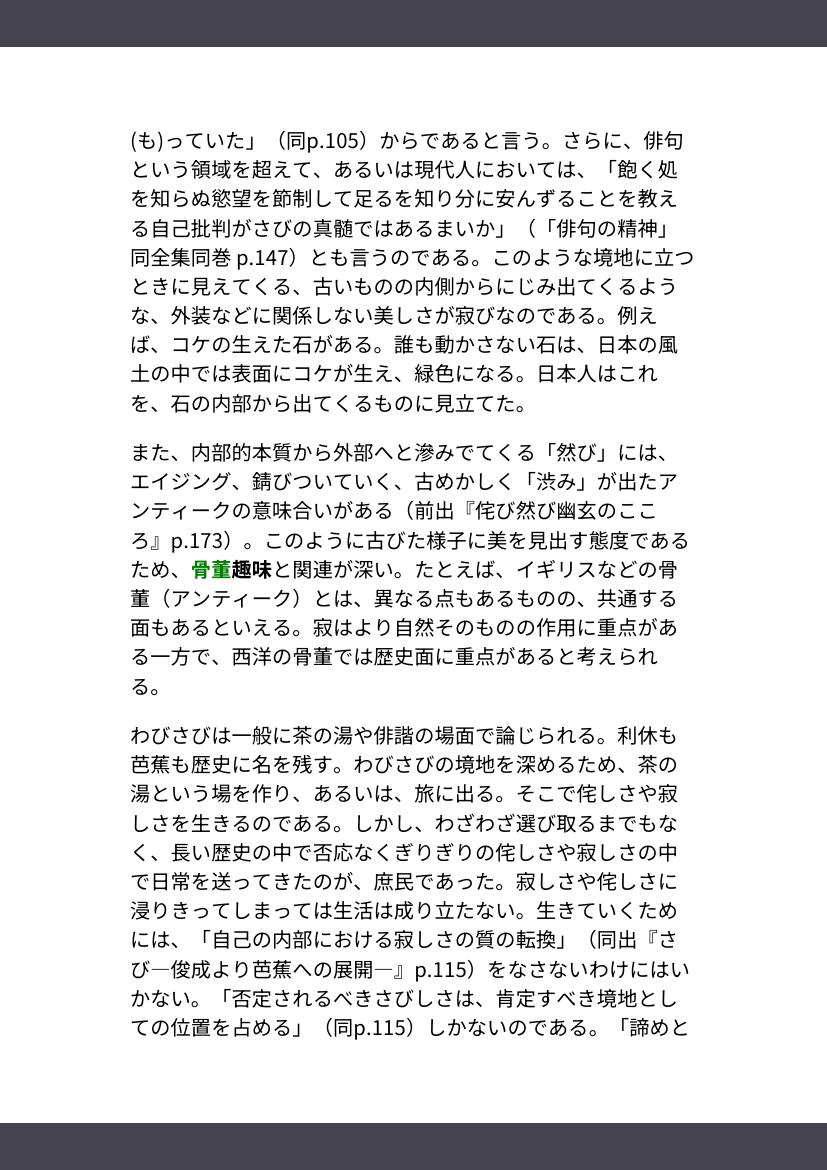 (も)っていた」（同p.105）からであると言う。さらに、俳句
という領域を超えて、あるいは現代人においては、「飽く処
を知らぬ慾望を節制して足るを知り分に安んずることを教え
る自己批判がさびの真髄ではあるまいか」（「俳句の精神」
同全集同巻 p.147）とも言うのである。このような境地に立つ
ときに見えてくる、古いものの内側からにじみ出てくるよう
な、外装などに関係しない美しさが寂びなのである。例え
ば、コケの生えた石がある。誰も動かさない石は、日本の風
土の中では表面にコケが生え、緑色になる。日本人はこれ
を、石の内部から出てくるものに見立てた。
また、内部的本質から外部へと滲みでてくる「然び」には、
エイジング、錆びついていく、古めかしく「渋み」が出たア
ンティークの意味合いがある（前出『侘び然び幽玄のここ
ろ』p.173）。このように古びた様子に美を見出す態度である
ため、骨董趣味と関連が深い。たとえば、イギリスなどの骨
董（アンティーク）とは、異なる点もあるものの、共通する
面もあるといえる。寂はより自然そのものの作用に重点があ
る一方で、西洋の骨董では歴史面に重点があると考えられ
る。
わびさびは一般に茶の湯や俳諧の場面で論じられる。利休も
芭蕉も歴史に名を残す。わびさびの境地を深めるため、茶の
湯という場を作り、あるいは、旅に出る。そこで侘しさや寂
しさを生きるのである。しかし、わざわざ選び取るまでもな
く、長い歴史の中で否応なくぎりぎりの侘しさや寂しさの中
で日常を送ってきたのが、庶民であった。寂しさや侘しさに
浸りきってしまっては生活は成り立たない。生きていくため
には、「自己の内部における寂しさの質の転換」（同出『さ
び―俊成より芭蕉への展開―』p.115）をなさないわけにはい
かない。「否定されるべきさびしさは、肯定すべき境地とし
ての位置を占める」（同p.115）しかないのである。「諦めと